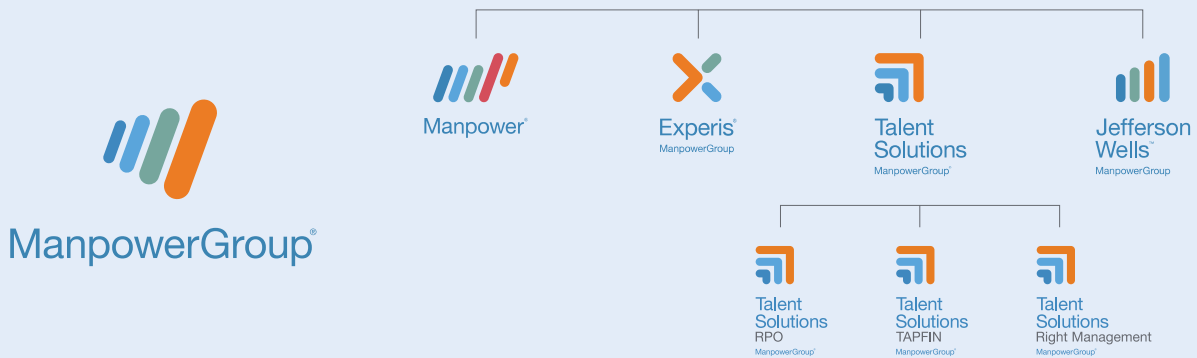 ManpowerGroup®
Manpower®
Experis®
ManpowerGroup
Talent
Solutions
ManpowerGroup®
Jefferson
Wells™
ManpowerGroup
Talent
Solutions
RPO
ManpowerGroup®
Talent
Solutions
TAPFIN
ManpowerGroup®
Talent
Solutions
Right Management
ManpowerGroup®